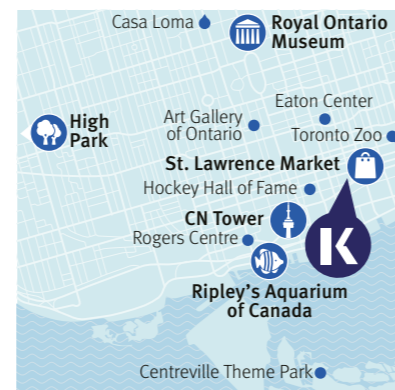 Casa Loma
Royal Ontario
Museum
High
Park
Eaton Center
Art Gallery
of Ontario
Toronto Zoo
St. Lawrence Market
Hockey Hall of Fame
CN Tower
K
Rogers Centre
Ripley's Aquarium
of Canada
Centreville Theme Park